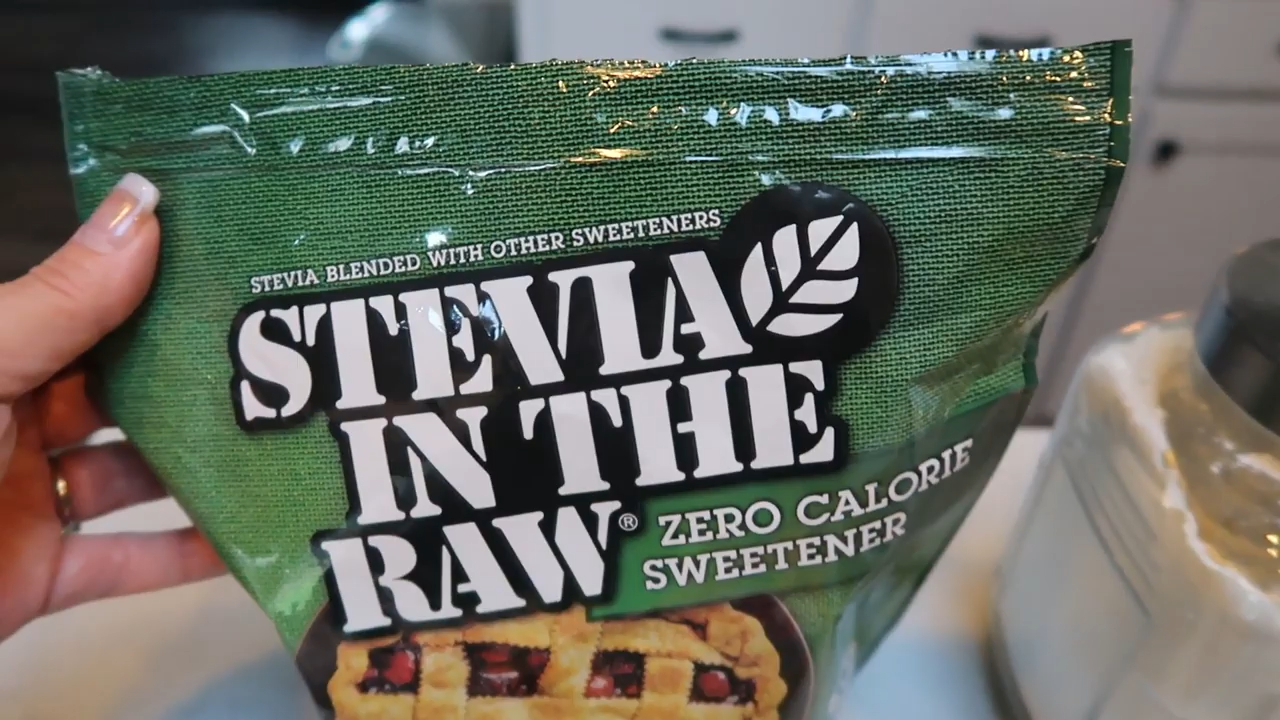 STEVIA BLENDED WITH OTHER SWEETENERS
STEVIA
IN THE
RAW®
ZERO CALORIE
SWEETENER